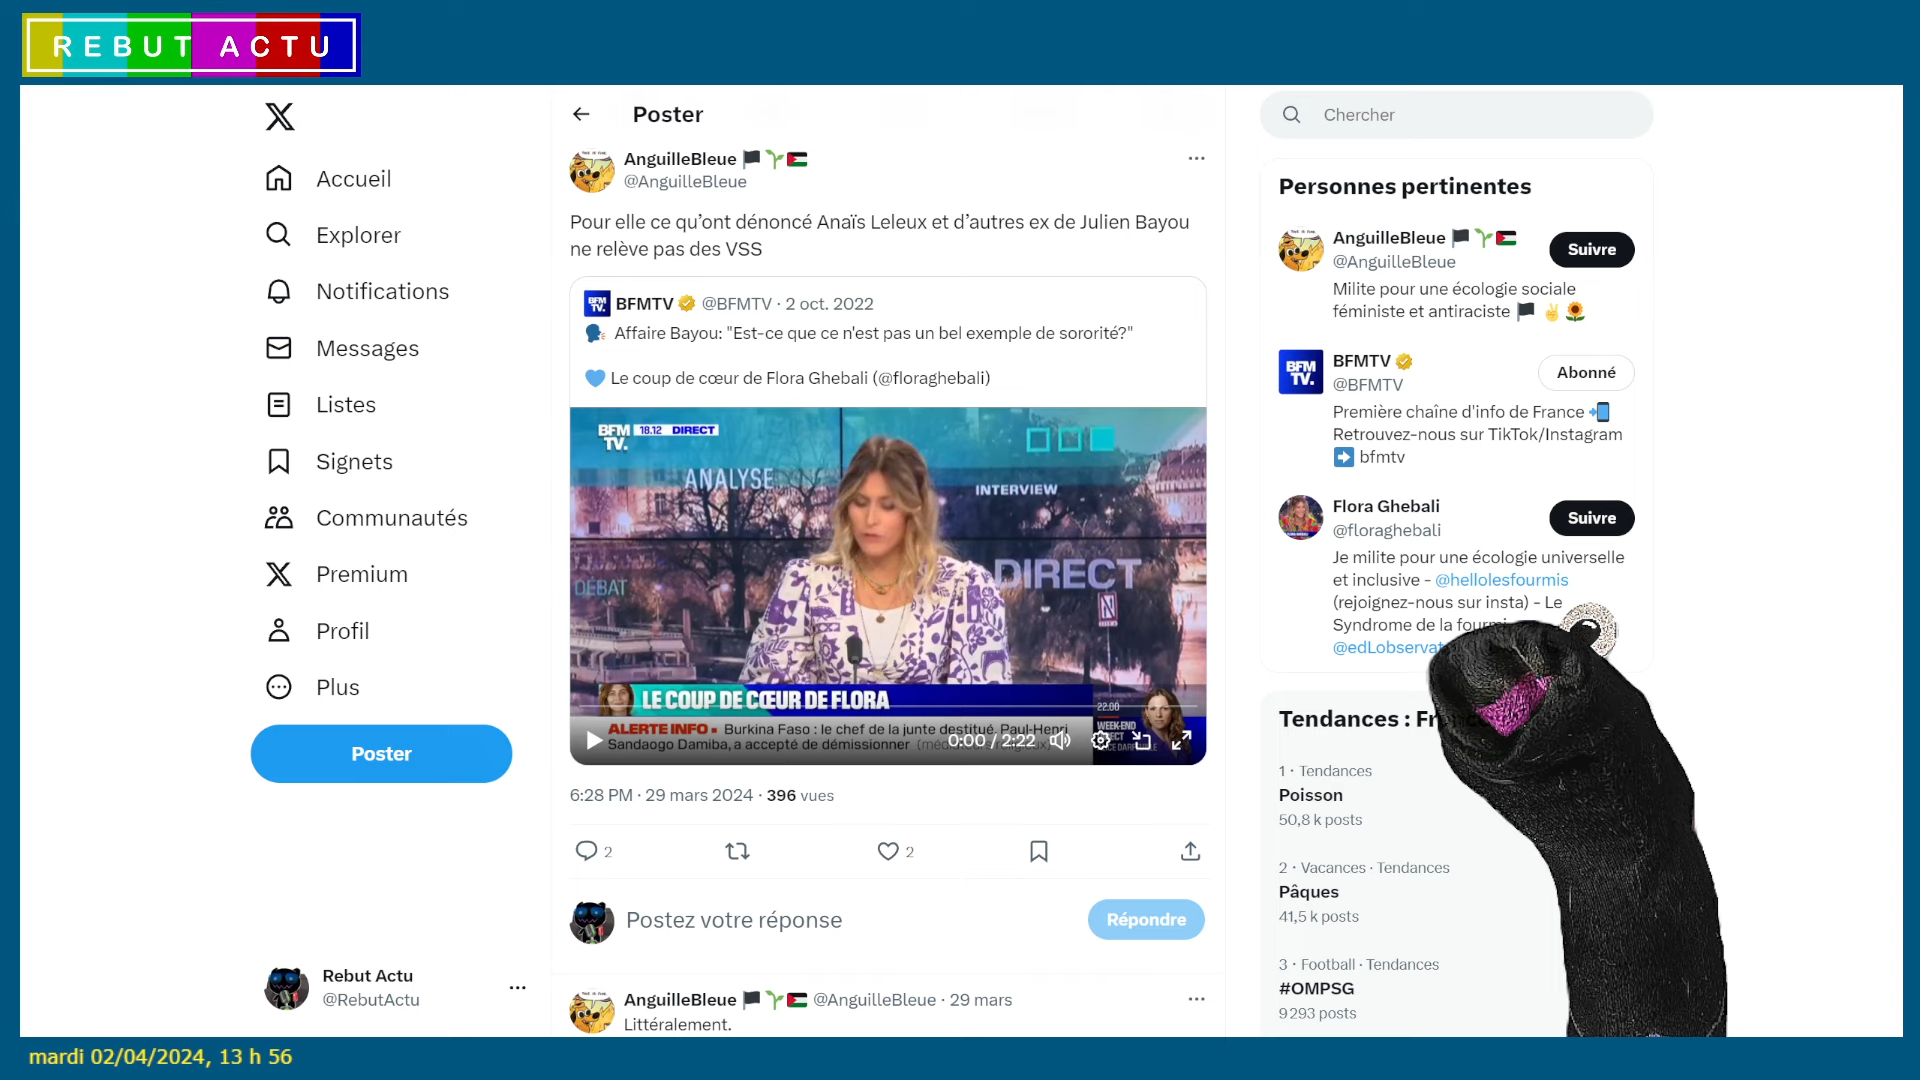 REBUT ACTU
Accueil
Explorer
Notifications
Messages
Listes
Signets
Communautés
Premium
Profil
Plus
Poster
Rebut Actu
@RebutActu
Poster
AnguilleBleue
@AnguilleBleue
Pour elle ce qu’ont dénoncé Anaïs Leleux et d’autres ex de Julien Bayou
ne relève pas des VSS
BFM TV. BFMTV @BFMTV · 2 oct. 2022
Affaire Bayou: "Est-ce que ce n'est pas un bel exemple de sororité?"
Le coup de cœur de Flora Ghebali (@floraghebali)
BFM TV. 18.12 DIRECT
ANALYSE
INTERVIEW
DIRECT
DÉBAT
LE COUP DE CŒUR DE FLORA
22.00
WEEK-END
DIRECT
ALERTE INFO Burkina Faso : le chef de la junte destitué, Paul-Henri
Sandaogo Damiba, a accepté de démissionner
0:00 / 2:22
6:28 PM · 29 mars 2024 · 396 vues
2
2
Postez votre réponse
Répondre
AnguilleBleue @AnguilleBleue · 29 mars
Littéralement.
Chercher
Personnes pertinentes
AnguilleBleue
@AnguilleBleue
Suivre
Milite pour une écologie sociale
féministe et antiraciste
BFM TV.
BFMTV
@BFMTV
Abonné
Première chaîne d'info de France
Retrouvez-nous sur TikTok/Instagram
bfmtv
Flora Ghebali
@floraghebali
Suivre
Je milite pour une écologie universelle
et inclusive - @hellolesfourmis
(rejoignez-nous sur insta) - Le
Syndrome de la fourmi
@edLobservat
Tendances :
1 · Tendances
Poisson
50,8 k posts
2 · Vacances · Tendances
Pâques
41,5 k posts
3 · Football · Tendances
#OMPSG
9 293 posts
mardi 02/04/2024, 13 h 56